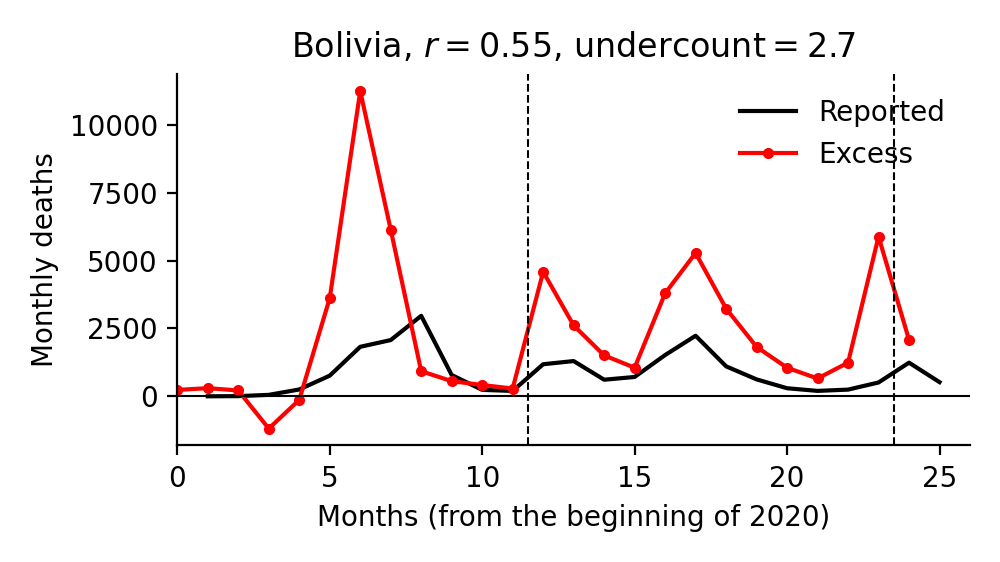 Bolivia, r = 0.55, undercount = 2.7
Reported
Excess
Monthly deaths
10000
7500
5000
2500
0
0 5 10 15 20 25
Months (from the beginning of 2020)